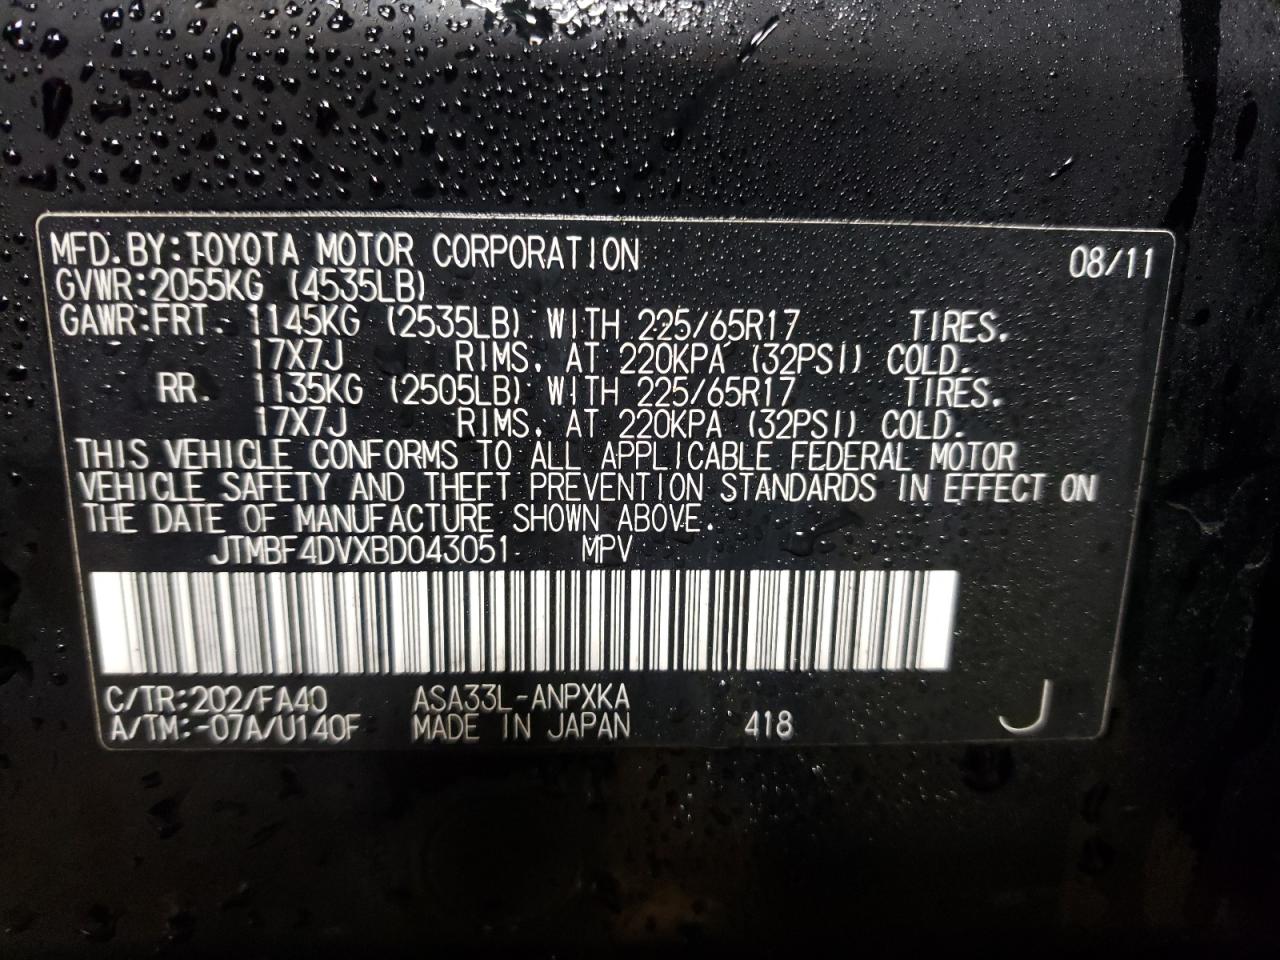 MFD. BY: TOYOTA MOTOR CORPORATION 08/11
GVWR: 2055KG (4535LB)
GAWR: FRT. 1145KG (2535LB) WITH 225/65R17 TIRES.
17X7J RIMS, AT 220KPA (32PSI) COLD.
RR. 1135KG (2505LB) WITH 225/65R17 TIRES.
17X7J RIMS, AT 220KPA (32PSI) COLD.
THIS VEHICLE CONFORMS TO ALL APPLICABLE FEDERAL MOTOR
VEHICLE SAFETY AND THEFT PREVENTION STANDARDS IN EFFECT ON
THE DATE OF MANUFACTURE SHOWN ABOVE.
JTMBF4DVXBD043051 MPV
C/TR:202/FA40 ASA33L-ANPXKA
A/TM:-07A/U140F MADE IN JAPAN 418 J